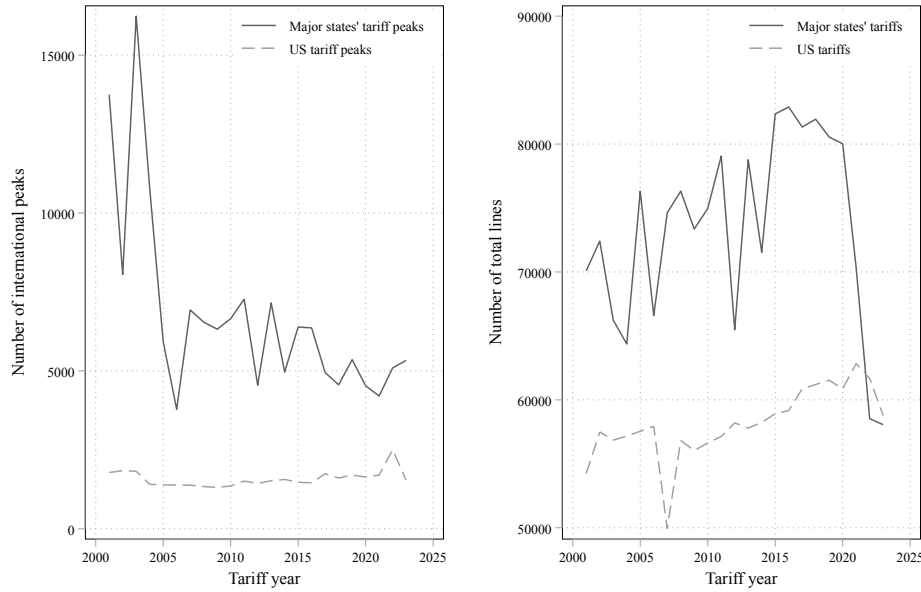 Major states' tariff peaks
US tariff peaks
15000
10000
5000
0
Number of international peaks
2000
2005
2010
2015
2020
2025
Tariff year
Major states' tariffs
US tariffs
90000
80000
70000
60000
50000
Number of total lines
2000
2005
2010
2015
2020
2025
Tariff year